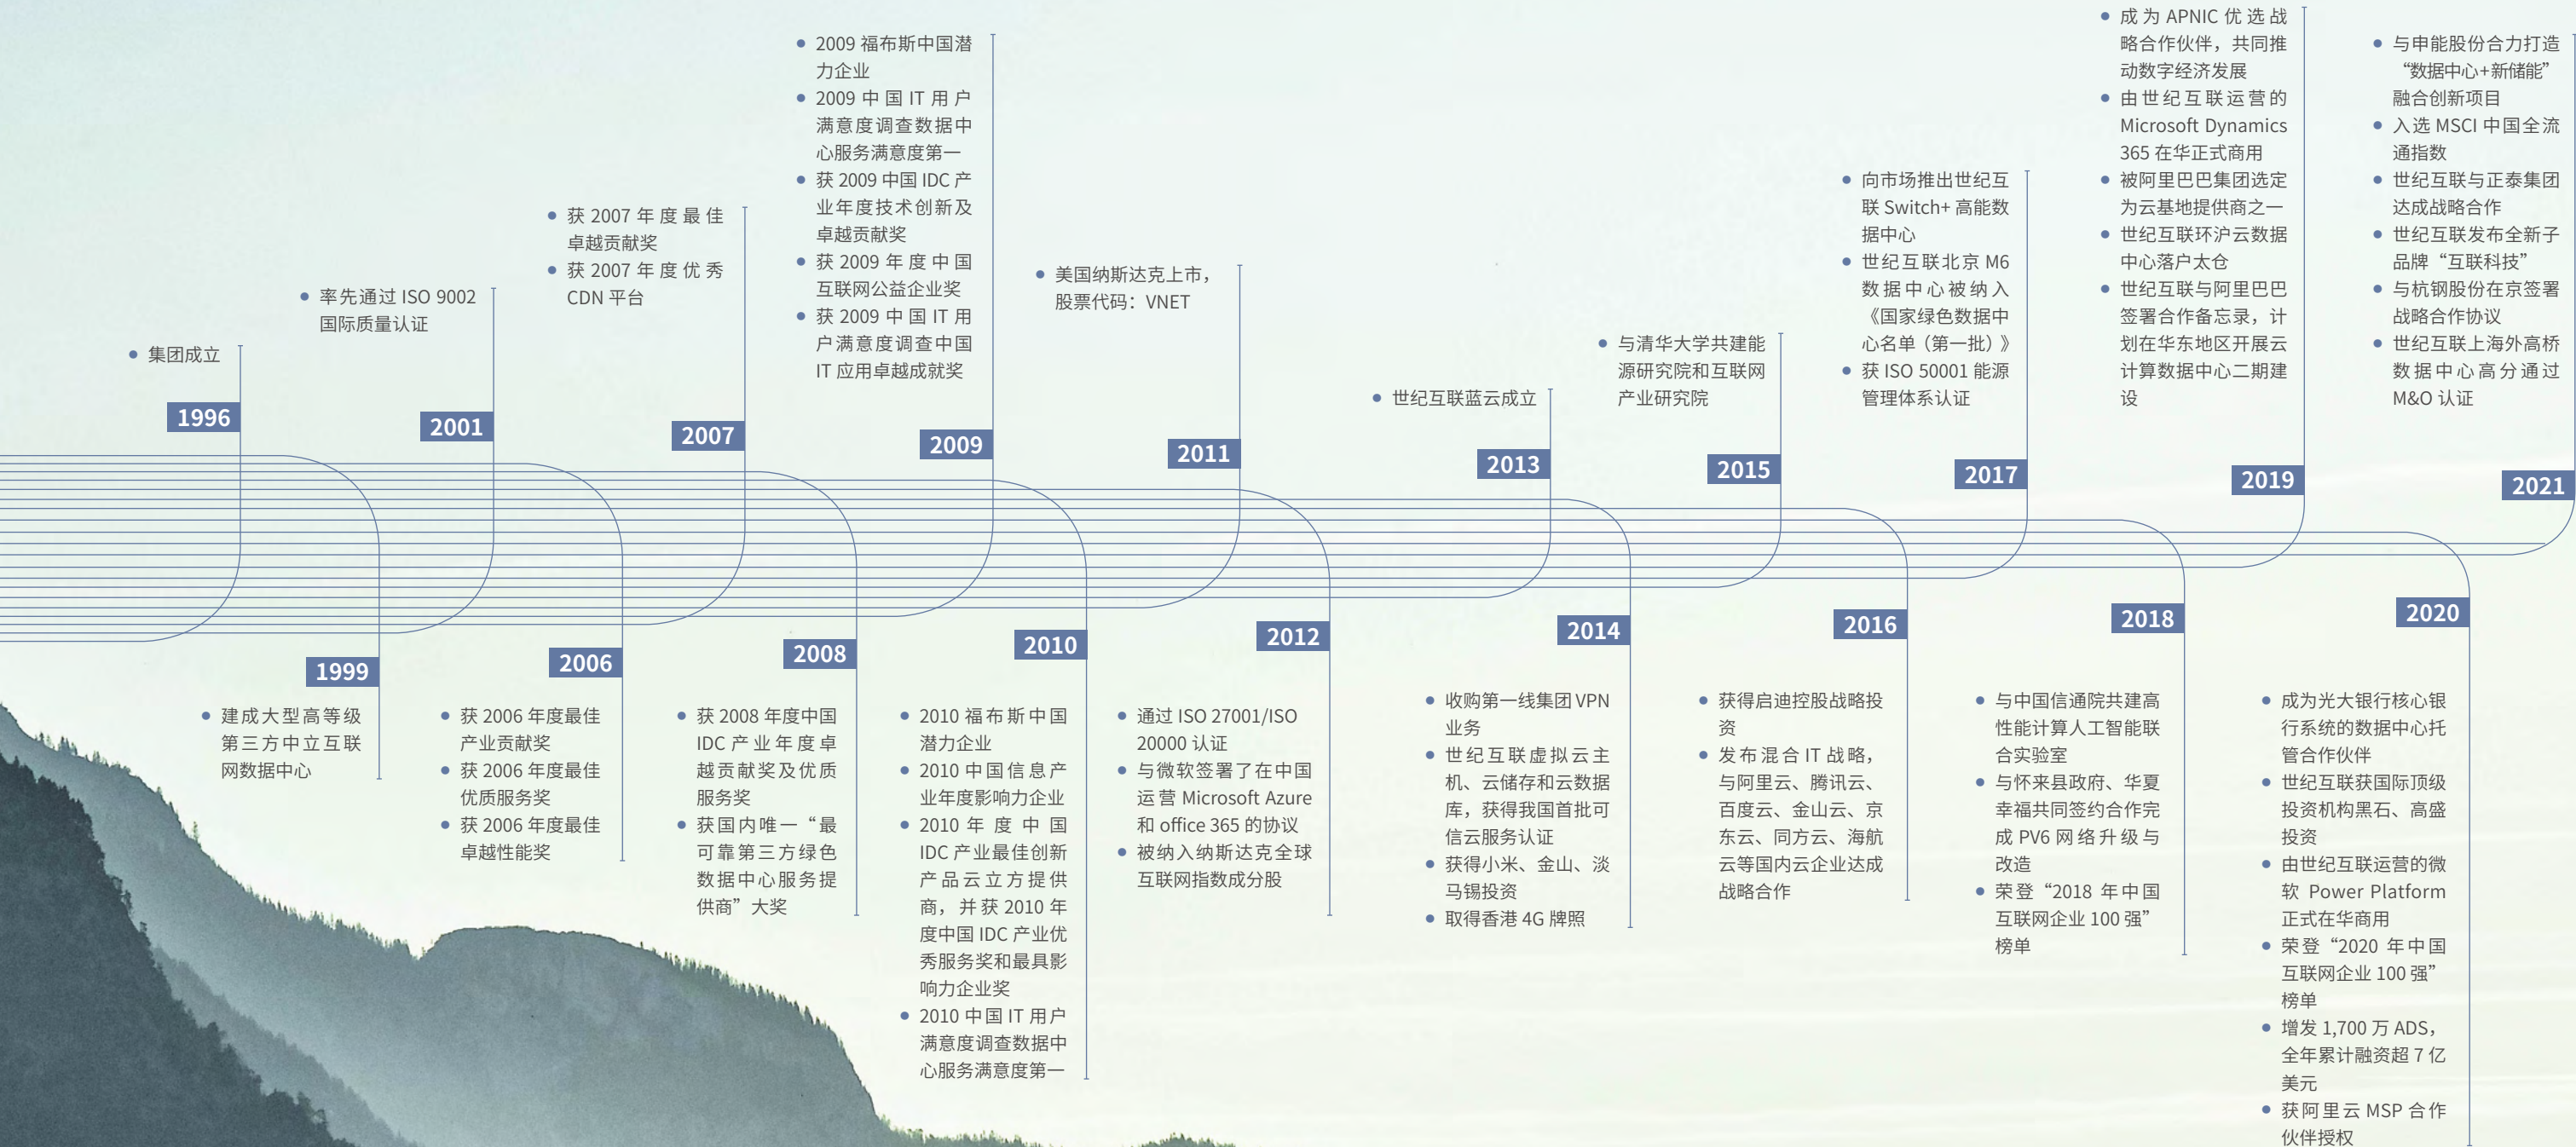 集团成立
1996
建成大型高等级
第三方中立互联
网数据中心
1999
率先通过 ISO 9002
国际质量认证
2001
2006
获 2006 年度最佳
产业贡献奖
获 2006 年度最佳
优质服务奖
获 2006 年度最佳
卓越性能奖
获 2007 年度最佳
卓越贡献奖
获 2007 年度优秀
CDN 平台
2007
2008
获 2008 年度中国
IDC 产业年度卓
越贡献奖及优质
服务奖
获国内唯一“最
可靠第三方绿色
数据中心服务提
供商”大奖
2009 福布斯中国潜
力企业
2009 中国 IT 用户
满意度调查数据中
心服务满意度第一
获 2009 中国 IDC 产
业年度技术创新及
卓越贡献奖
获 2009 年度中国
互联网公益企业奖
获 2009 中国 IT 用
户满意度调查中国
IT 应用卓越成就奖
2009
2010
2010 福布斯中国
潜力企业
2010 中国信息产
业年度影响力企业
2010 年度中国
IDC 产业最佳创新
产品云立方提供
商，并获 2010 年
度中国 IDC 产业优
秀服务奖和最具影
响力企业奖
2010 中国 IT 用户
满意度调查数据中
心服务满意度第一
美国纳斯达克上市，
股票代码：VNET
2011
2012
通过 ISO 27001/ISO
20000 认证
与微软签署了在中国
运营 Microsoft Azure
和 office 365 的协议
被纳入纳斯达克全球
互联网指数成分股
世纪互联蓝云成立
2013
2014
收购第一线集团 VPN
业务
世纪互联虚拟云主
机、云储存和云数据
库，获得我国首批可
信云服务认证
获得小米、金山、淡
马锡投资
取得香港 4G 牌照
与清华大学共建能
源研究院和互联网
产业研究院
2015
2016
获得启迪控股战略投
资
发布混合 IT 战略，
与阿里云、腾讯云、
百度云、金山云、京
东云、同方云、海航
云等国内云企业达成
战略合作
向市场推出世纪互
联 Switch+ 高能数
据中心
世纪互联北京 M6
数据中心被纳入
《国家绿色数据中
心名单（第一批）》
获 ISO 50001 能源
管理体系认证
2017
2018
与中国信通院共建高
性能计算人工智能联
合实验室
与怀来县政府、华夏
幸福共同签约合作完
成 PV6 网络升级与
改造
荣登“2018 年中国
互联网企业 100 强”
榜单
成为 APNIC 优选战
略合作伙伴，共同推
动数字经济发展
由世纪互联运营的
Microsoft Dynamics
365 在华正式商用
被阿里巴巴集团选定
为云基地提供商之一
世纪互联环沪云数据
中心落户太仓
世纪互联与阿里巴巴
签署合作备忘录，计
划在华东地区开展云
计算数据中心二期建
设
2019
2020
成为光大银行核心银
行系统的数据中心托
管合作伙伴
世纪互联获国际顶级
投资机构黑石、高盛
投资
由世纪互联运营的微
软 Power Platform
正式在华商用
荣登“2020 年中国
互联网企业 100 强”
榜单
增发 1,700 万 ADS，
全年累计融资超 7 亿
美元
获阿里云 MSP 合作
伙伴授权
与申能股份合力打造
“数据中心+新储能”
融合创新项目
入选 MSCI 中国全流
通指数
世纪互联与正泰集团
达成战略合作
世纪互联发布全新子
品牌“互联科技”
与杭钢股份在京签署
战略合作协议
世纪互联上海外高桥
数据中心高分通过
M&O 认证
2021